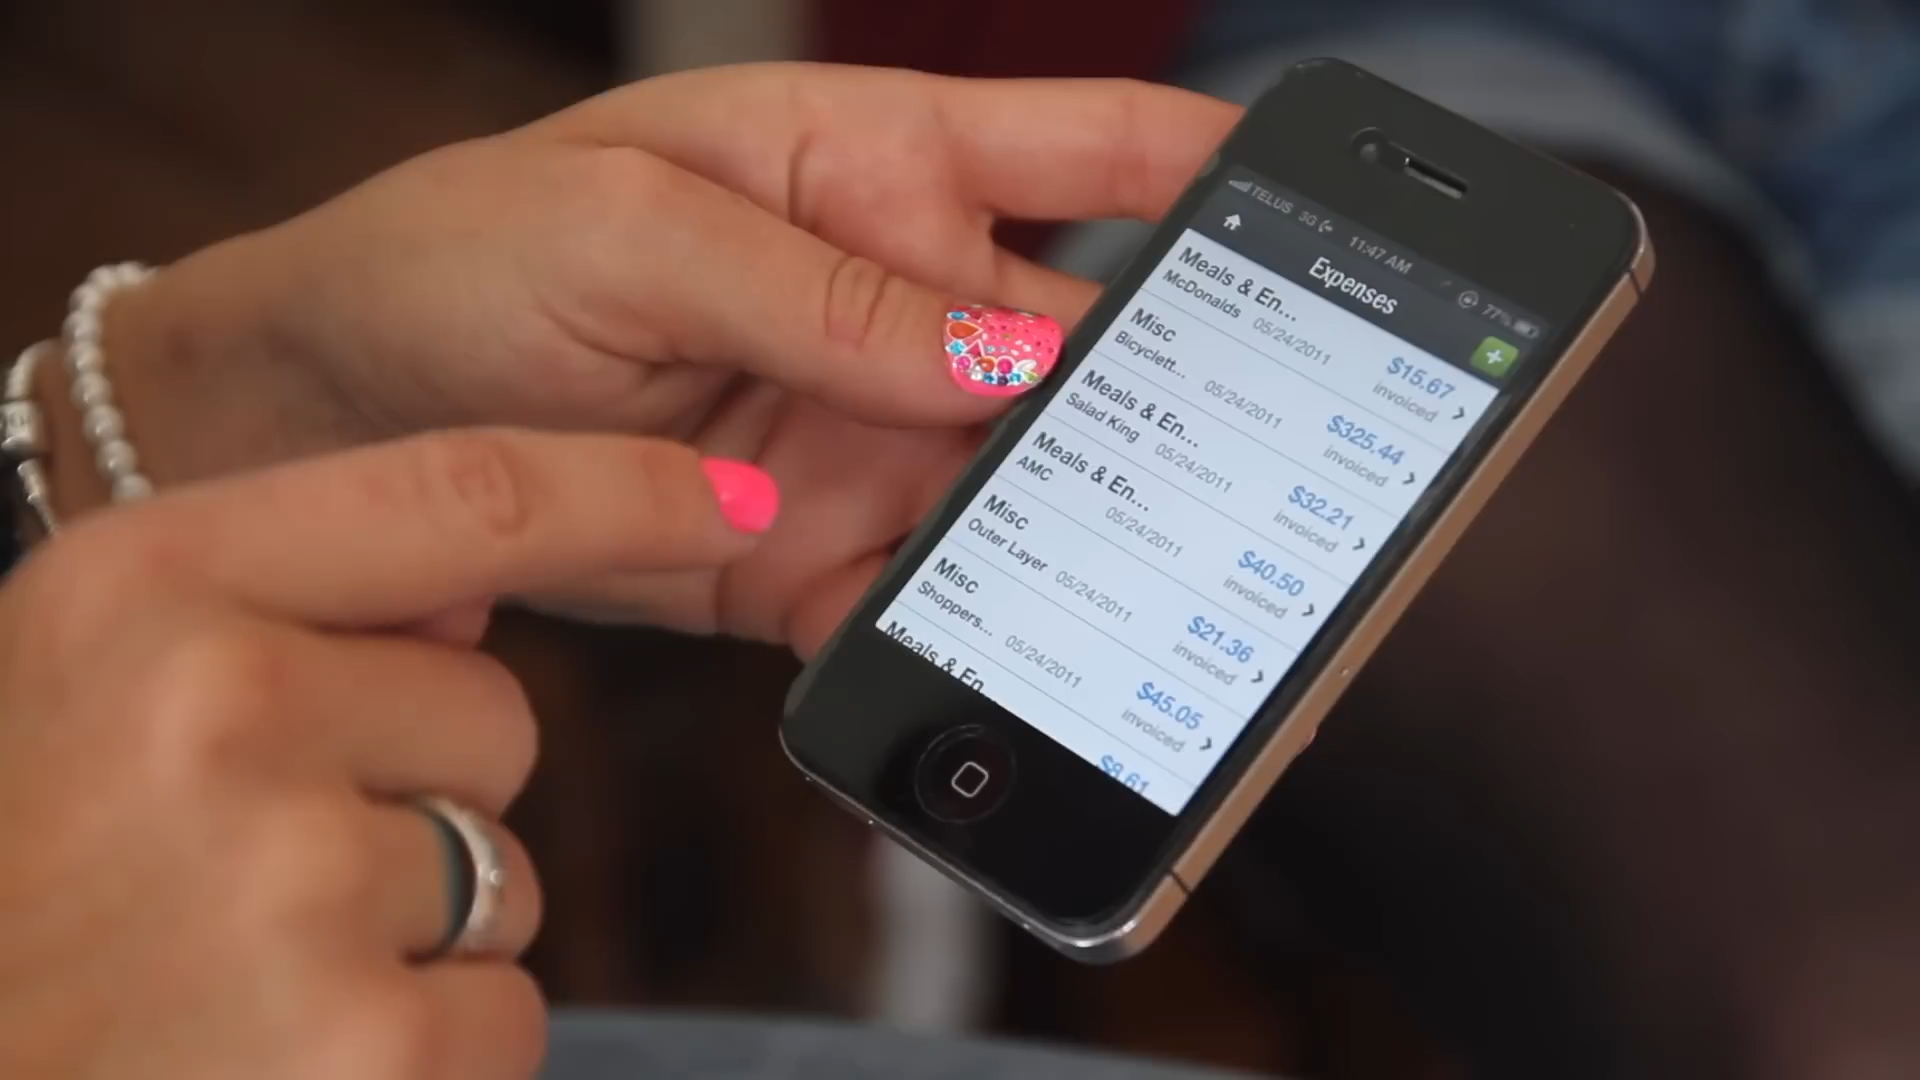 TELUS 3G 11:47 AM 77%
Expenses
Meals & En...
McDonalds 05/24/2011 $15.67 invoiced
Misc
Bicyclett... 05/24/2011 $325.44 invoiced
Meals & En...
Salad King 05/24/2011 $32.21 invoiced
Meals & En...
AMC 05/24/2011 $40.50 invoiced
Misc
Outer Layer 05/24/2011 $21.36 invoiced
Misc
Shoppers... 05/24/2011 $45.05 invoiced
Meals & En
$8.61